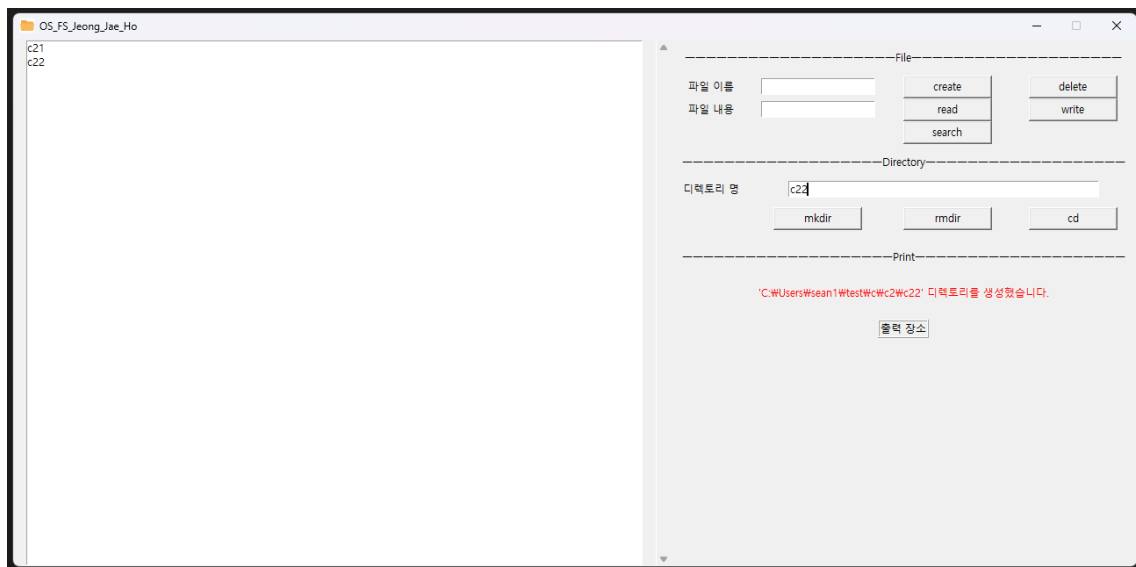 OS_FS_Jeong_Jae_Ho
c21
c22
File
파일 이름
create
delete
파일 내용
read
write
search
Directory
디렉토리 명
c22
mkdir
rmdir
cd
Print
'C:₩Users₩sean1₩test₩c₩c2₩c22' 디렉토리를 생성했습니다.
출력 장소